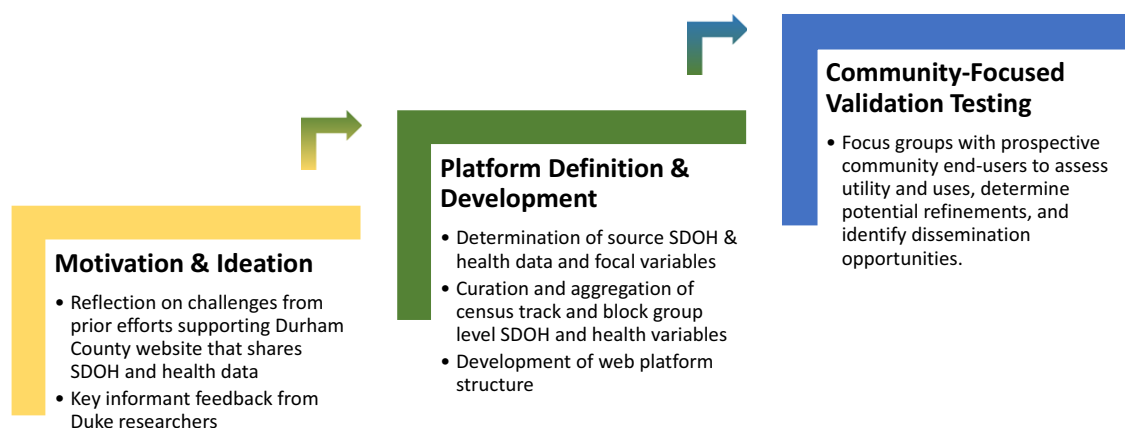 Motivation & Ideation
• Reflection on challenges from
prior efforts supporting Durham
County website that shares
SDOH and health data
• Key informant feedback from
Duke researchers
Platform Definition &
Development
• Determination of source SDOH &
health data and focal variables
• Curation and aggregation of
census track and block group
level SDOH and health variables
• Development of web platform
structure
Community-Focused
Validation Testing
• Focus groups with prospective
community end-users to assess
utility and uses, determine
potential refinements, and
identify dissemination
opportunities.